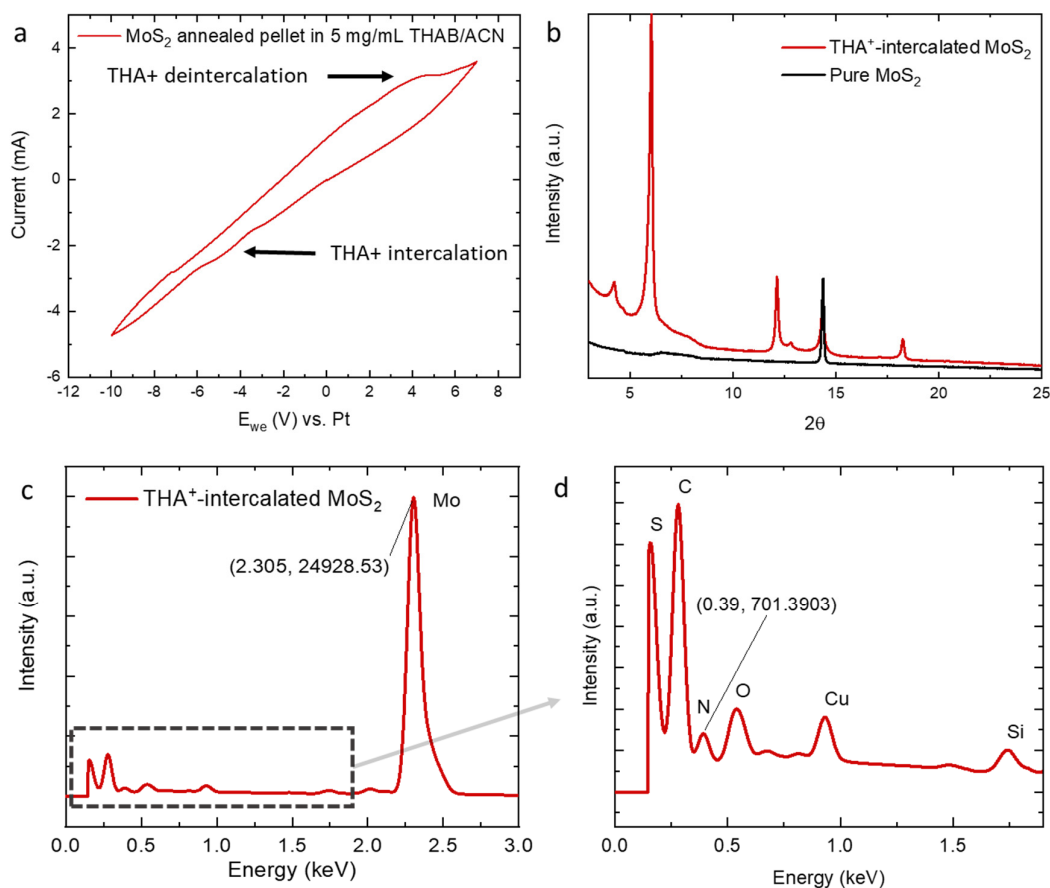 a
MoS2 annealed pellet in 5 mg/mL THAB/ACN
THA+ deintercalation
THA+ intercalation
Current (mA)
4
2
0
-2
-4
-6
-12 -10 -8 -6 -4 -2 0 2 4 6 8
Ewe (V) vs. Pt
b
THA+-intercalated MoS2
Pure MoS2
Intensity (a.u.)
5 10 15 20 25
2θ
c
THA+-intercalated MoS2
Mo
(2.305, 24928.53)
Intensity (a.u.)
0.0 0.5 1.0 1.5 2.0 2.5 3.0
Energy (keV)
d
C
S
(0.39, 701.3903)
N
O
Cu
Si
Intensity (a.u.)
0.0 0.5 1.0 1.5
Energy (keV)